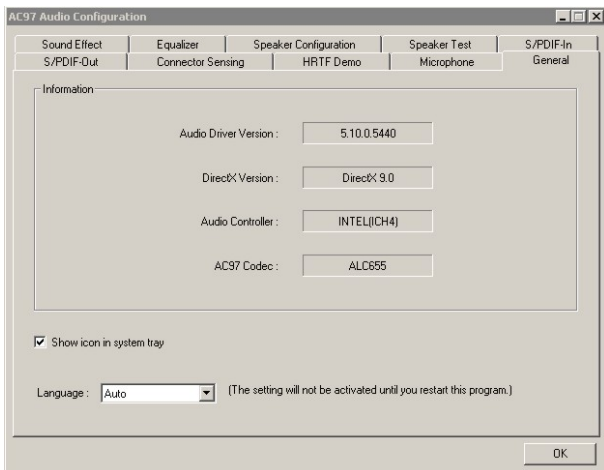 AC97 Audio Configuration
Sound Effect Equalizer Speaker Configuration Speaker Test S/PDIF-In
S/PDIF-Out Connector Sensing HRTF Demo Microphone General
Information
Audio Driver Version : 5.10.0.5440
DirectX Version : DirectX 9.0
Audio Controller : INTEL(ICH4)
AC97 Codec : ALC655
Show icon in system tray
Language : Auto (The setting will not be activated until you restart this program.)
OK